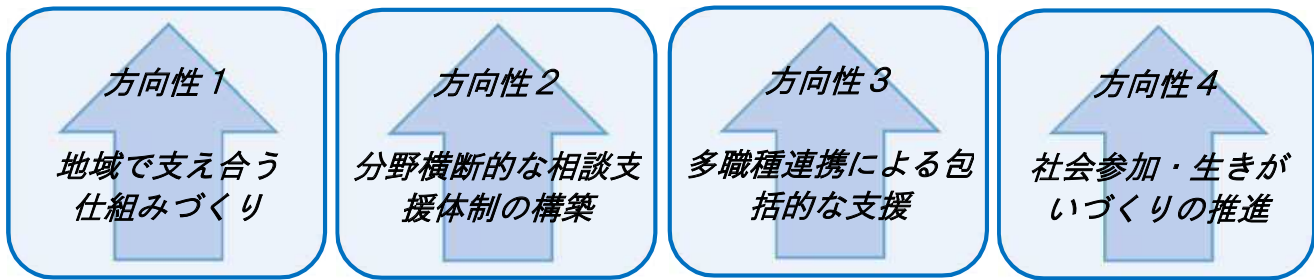 方向性１
地域で支え合う
仕組みづくり
方向性２
分野横断的な相談支
援体制の構築
方向性３
多職種連携による包
括的な支援
方向性４
社会参加・生きが
いづくりの推進